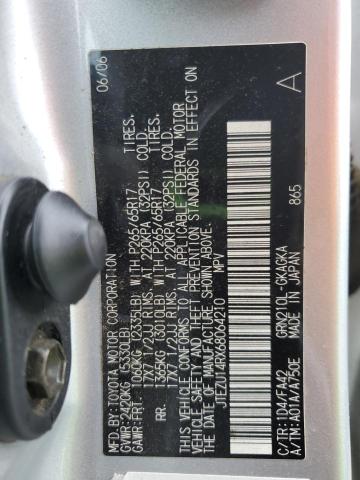 MFD.BY:TOYOTA MOTOR CORPORATION 06/06
GVWR:2420KG (5330LB)
GAWR:FRT. 1060KG (2335LB) WITH P265/65R17 TIRES.
17X7 1/2JJ RIMS, AT 220KPA (32PSI) COLD.
RR. 1365KG (3010LB) WITH P265/65R17 TIRES.
17X7 1/2JJ RIMS, AT 220KPA (32PSI) COLD.
THIS VEHICLE CONFORMS TO ALL APPLICABLE FEDERAL MOTOR
VEHICLE SAFETY AND THEFT PREVENTION STANDARDS IN EFFECT ON
THE DATE OF MANUFACTURE SHOWN ABOVE.
JTEZU14RX68064210 MPV
C/TR:1D4/FA42 GRN210L-GKAGKA A
A/TM:A01A/A750E MADE IN JAPAN 865